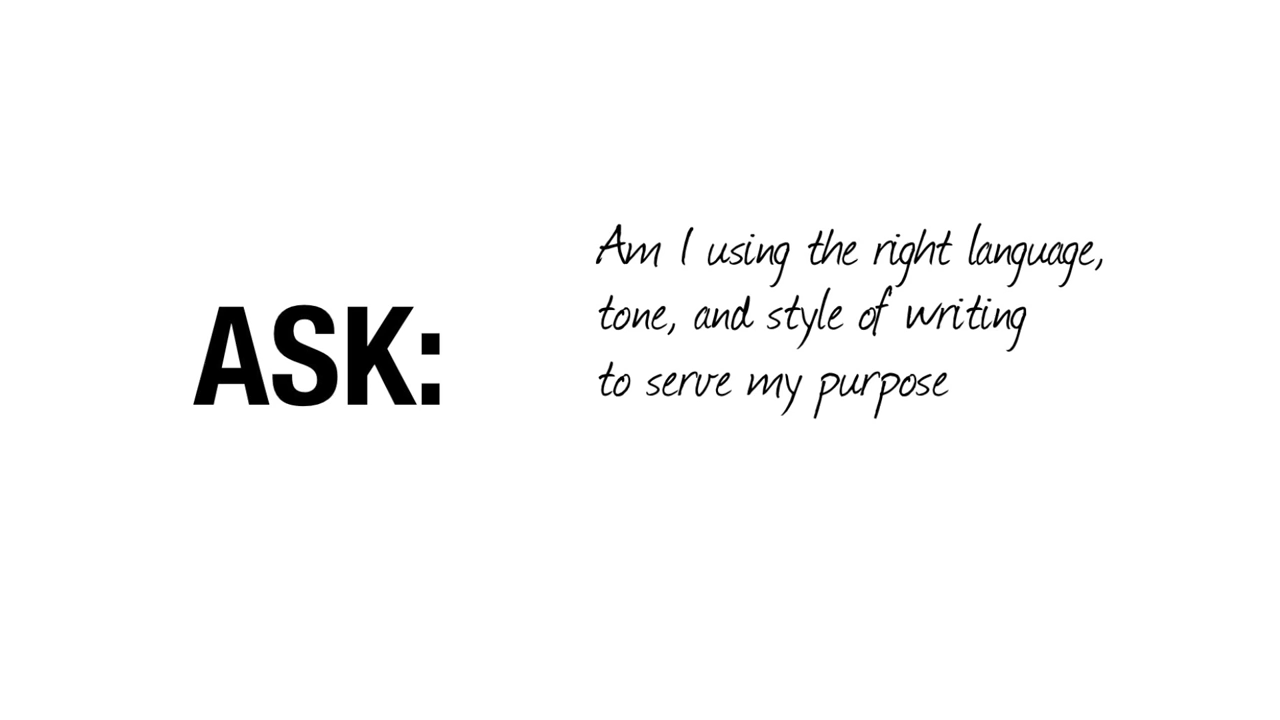 ASK:
Am I using the right language,
tone, and style of writing
to serve my purpose